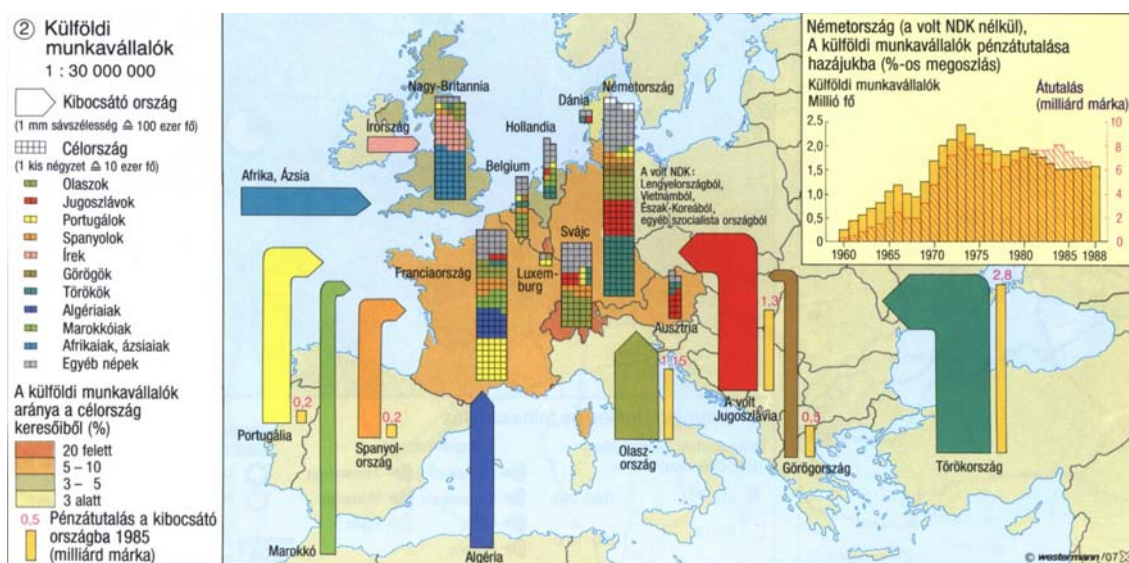 2 Külföldi
munkavállalók
1 : 30 000 000
Kibocsátó ország
(1 mm sávszélesség ≙ 100 ezer fő)
Célország
(1 kis négyzet ≙ 10 ezer fő)
Olaszok
Jugoszlávok
Portugálok
Spanyolok
Írek
Görögök
Törökök
Algériaiak
Marokkóiak
Afrikaiak, ázsiaiak
Egyéb népek
A külföldi munkavállalók
aránya a célország
keresőiből (%)
20 felett
5 – 10
3 – 5
3 alatt
0,5 Pénzátutalás a kibocsátó
országba 1985
(milliárd márka)
Nagy-Britannia
Írország
Afrika, Ázsia
Dánia
Németország
Hollandia
Belgium
A volt NDK:
Lengyelországból,
Vietnamból,
Észak-Koreából,
egyéb szocialista országból
Svájc
Franciaország
Luxem-
burg
Ausztria
Portugália
0,2
Spanyol-
ország
0,2
Marokkó
Algéria
1,15
Olasz-
ország
1,3
A volt
Jugoszlávia
0,5
Görögország
2,8
Törökország
Németország (a volt NDK nélkül),
A külföldi munkavállalók pénzátutalása
hazájukba (%-os megoszlás)
Külföldi munkavállalók
Millió fő
Átutalás
(milliárd márka)
2,5
2,0
1,5
1,0
0,5
0
10
8
6
4
2
0
1960 1965 1970 1975 1980 1985 1988
© westermann /07